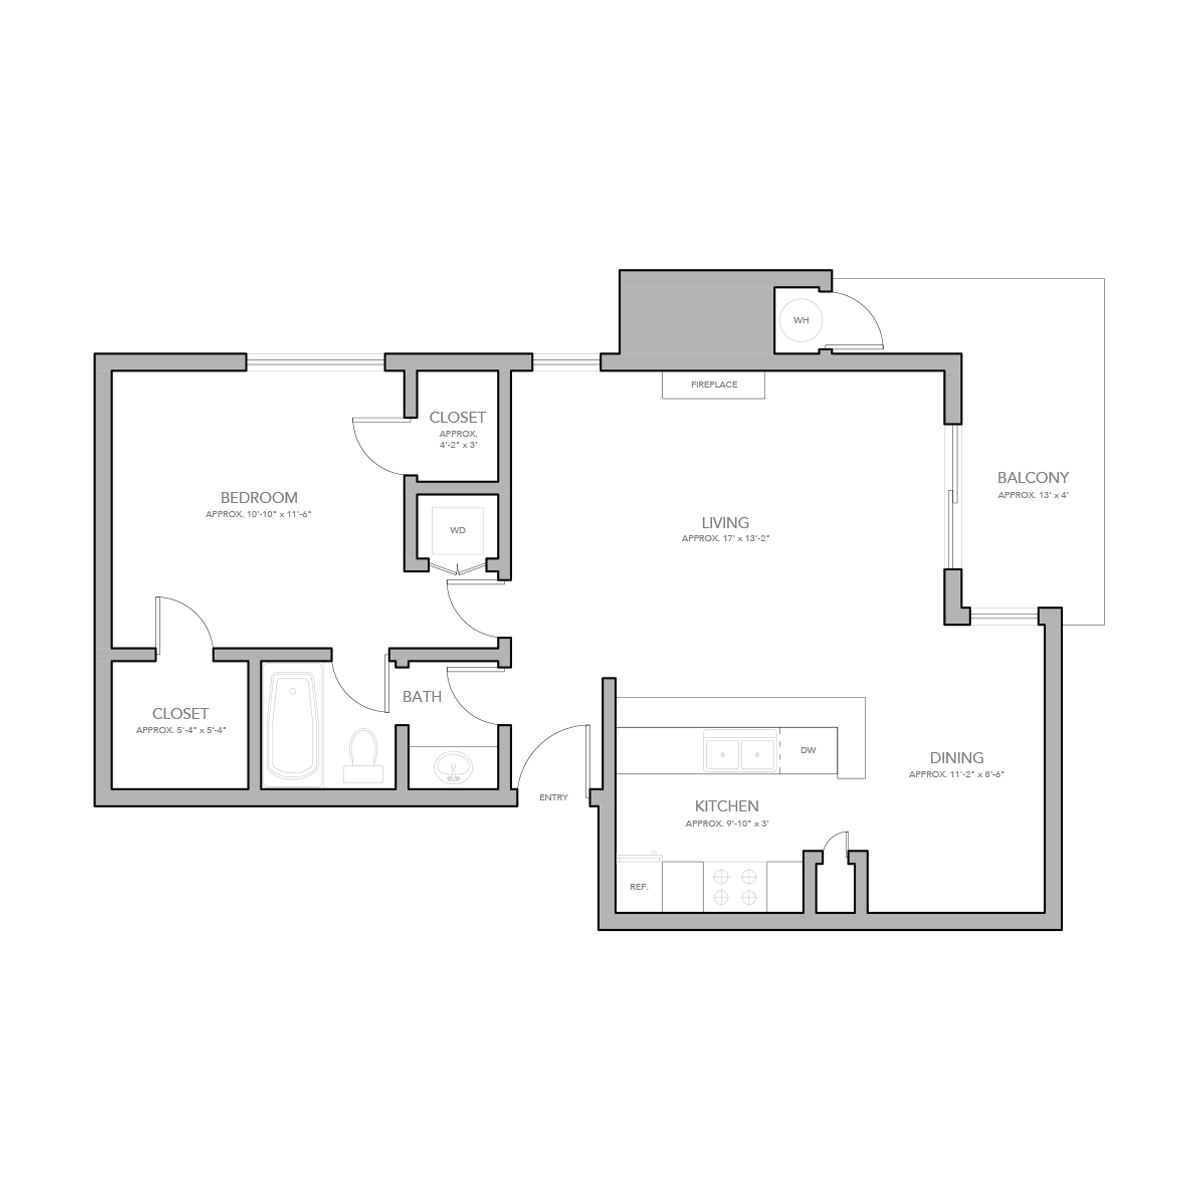 WH
FIREPLACE
CLOSET
APPROX.
4'-2" x 3'
BEDROOM
APPROX. 10'-10" x 11'-6"
WD
LIVING
APPROX. 17' x 13'-2"
BALCONY
APPROX. 13' x 4'
CLOSET
APPROX. 5'-4" x 5'-4"
BATH
ENTRY
DW
DINING
APPROX. 11'-2" x 8'-6"
KITCHEN
APPROX. 9'-10" x 3'
REF.